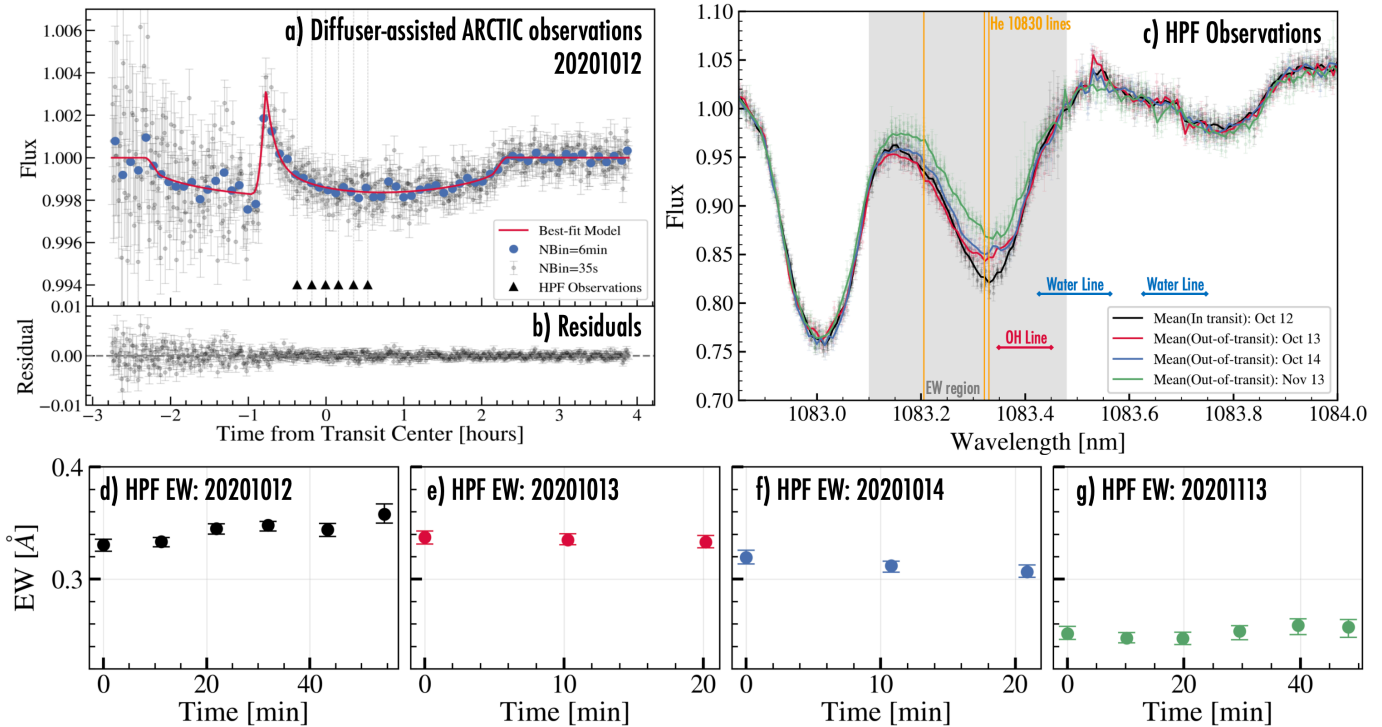 a) Diffuser-assisted ARCTIC observations
20201012
1.006
1.004
1.002
1.000
0.998
0.996
0.994
Flux
Best-fit Model
NBin=6min
NBin=35s
HPF Observations
b) Residuals
0.01
0.00
−0.01
Residual
−3
−2
−1
0
1
2
3
4
Time from Transit Center [hours]
He 10830 lines
c) HPF Observations
1.10
1.05
1.00
0.95
0.90
0.85
0.80
0.75
0.70
Flux
Water Line
Water Line
OH Line
EW region
Mean(In transit): Oct 12
Mean(Out-of-transit): Oct 13
Mean(Out-of-transit): Oct 14
Mean(Out-of-transit): Nov 13
1083.0
1083.2
1083.4
1083.6
1083.8
1084.0
Wavelength [nm]
d) HPF EW: 20201012
0.4
0.3
EW [Å]
0
20
40
Time [min]
e) HPF EW: 20201013
0
10
20
Time [min]
f) HPF EW: 20201014
0
10
20
Time [min]
g) HPF EW: 20201113
0
20
40
Time [min]